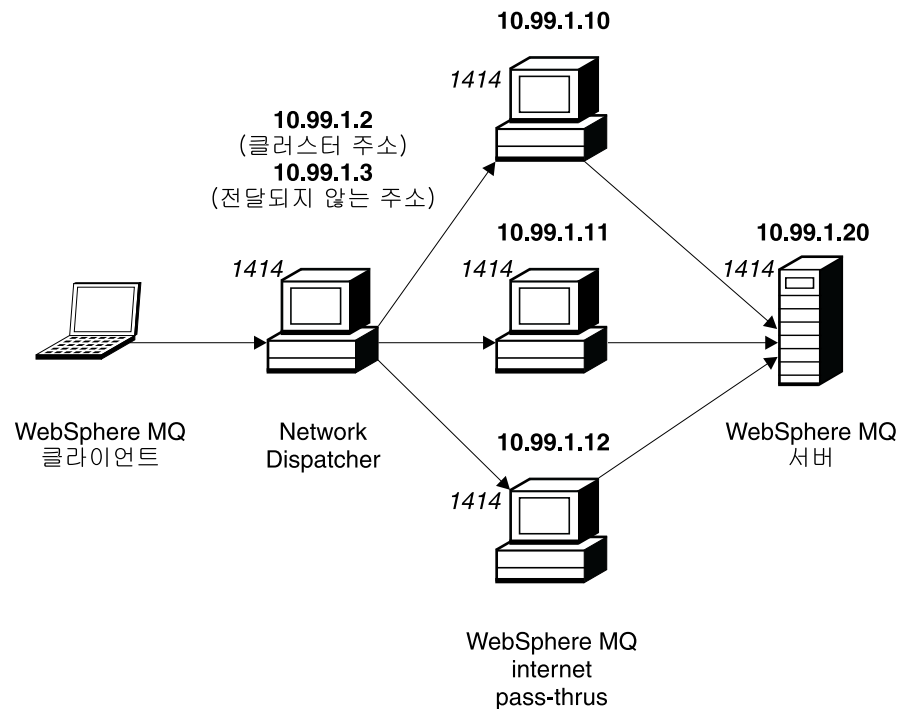 10.99.1.10
1414
10.99.1.2
(클러스터 주소)
10.99.1.3
(전달되지 않는 주소)
10.99.1.11
10.99.1.20
1414
1414
1414
WebSphere MQ
클라이언트
Network
Dispatcher
10.99.1.12
1414
WebSphere MQ
서버
WebSphere MQ
internet
pass-thrus